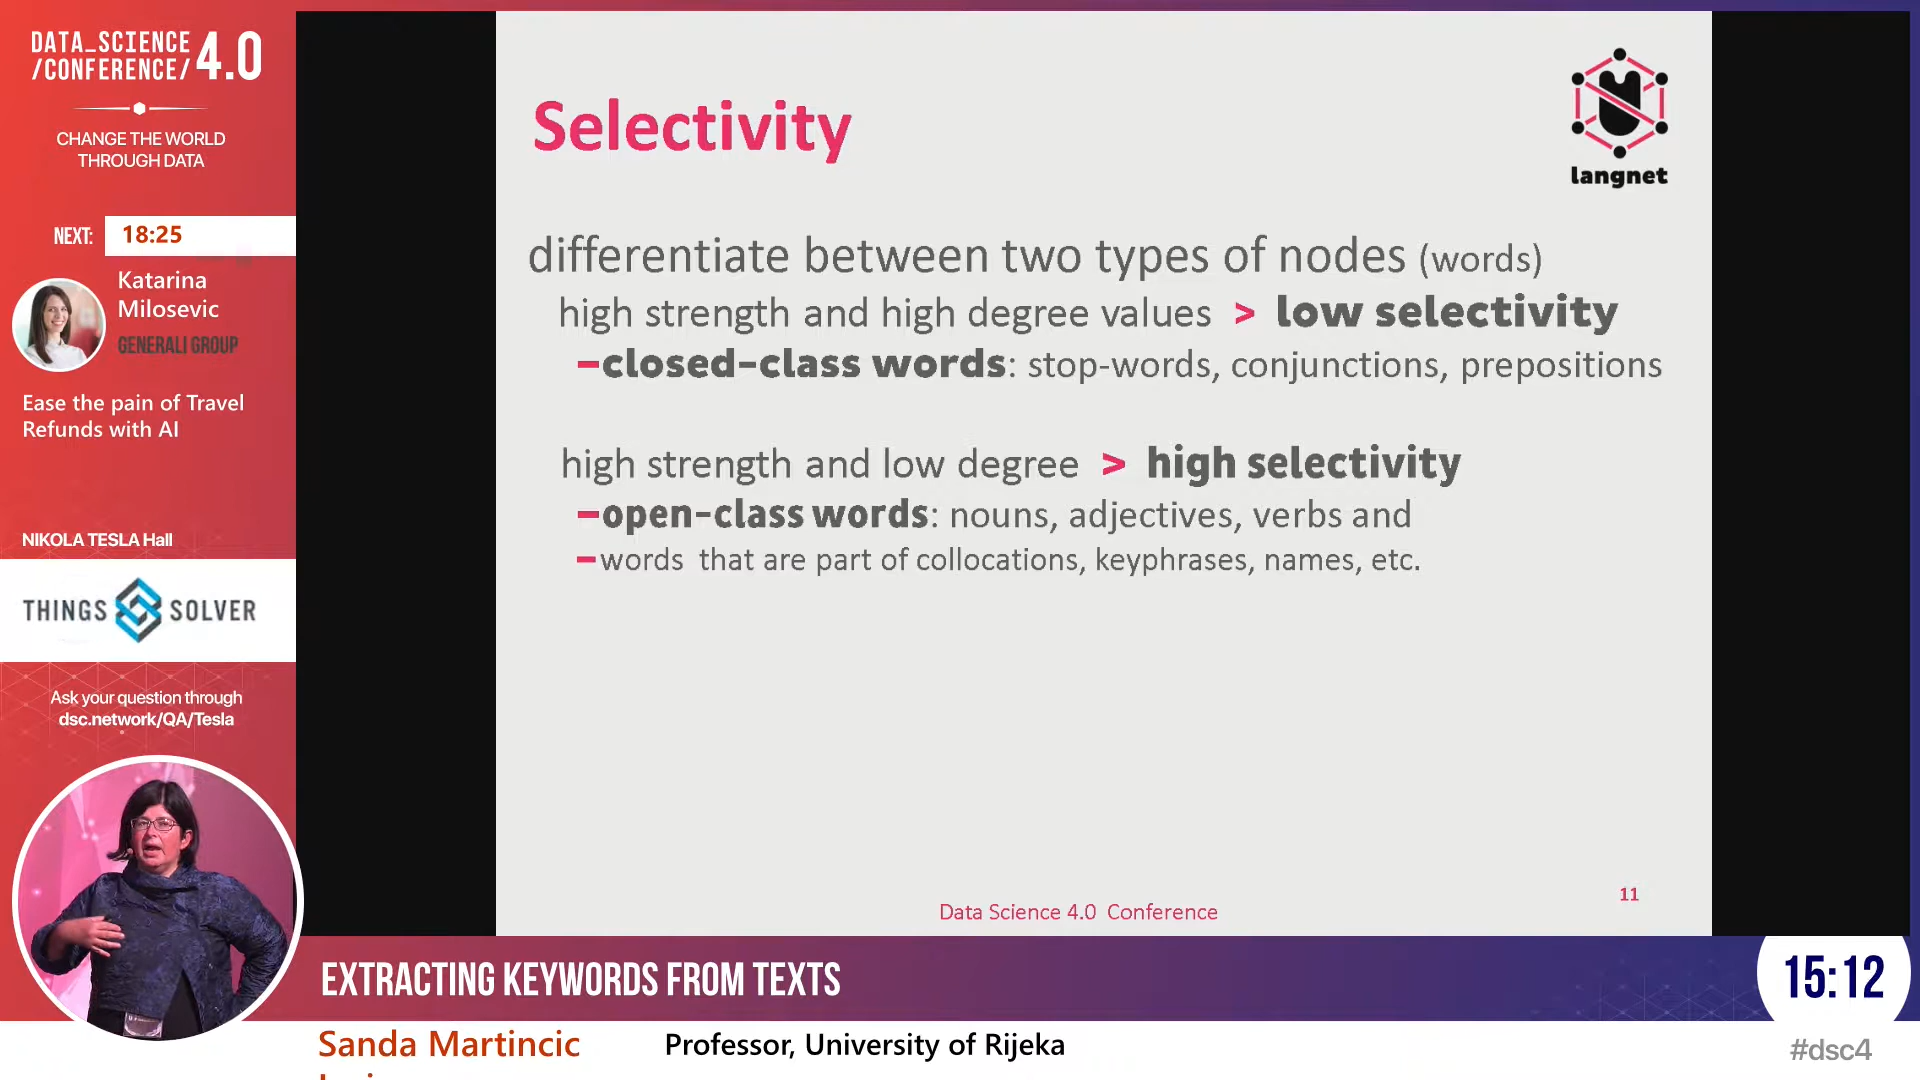 DATA_SCIENCE
/CONFERENCE/ 4.0
CHANGE THE WORLD
THROUGH DATA
NEXT: 18:25
Katarina
Milosevic
GENERALI GROUP
Ease the pain of Travel
Refunds with AI
NIKOLA TESLA Hall
THINGS SOLVER
Ask your question through
dsc.network/QA/Tesla
Selectivity
langnet
differentiate between two types of nodes (words)
high strength and high degree values > low selectivity
–closed-class words: stop-words, conjunctions, prepositions
high strength and low degree > high selectivity
–open-class words: nouns, adjectives, verbs and
–words that are part of collocations, keyphrases, names, etc.
11
Data Science 4.0 Conference
EXTRACTING KEYWORDS FROM TEXTS
15:12
Sanda Martincic
Professor, University of Rijeka
#dsc4